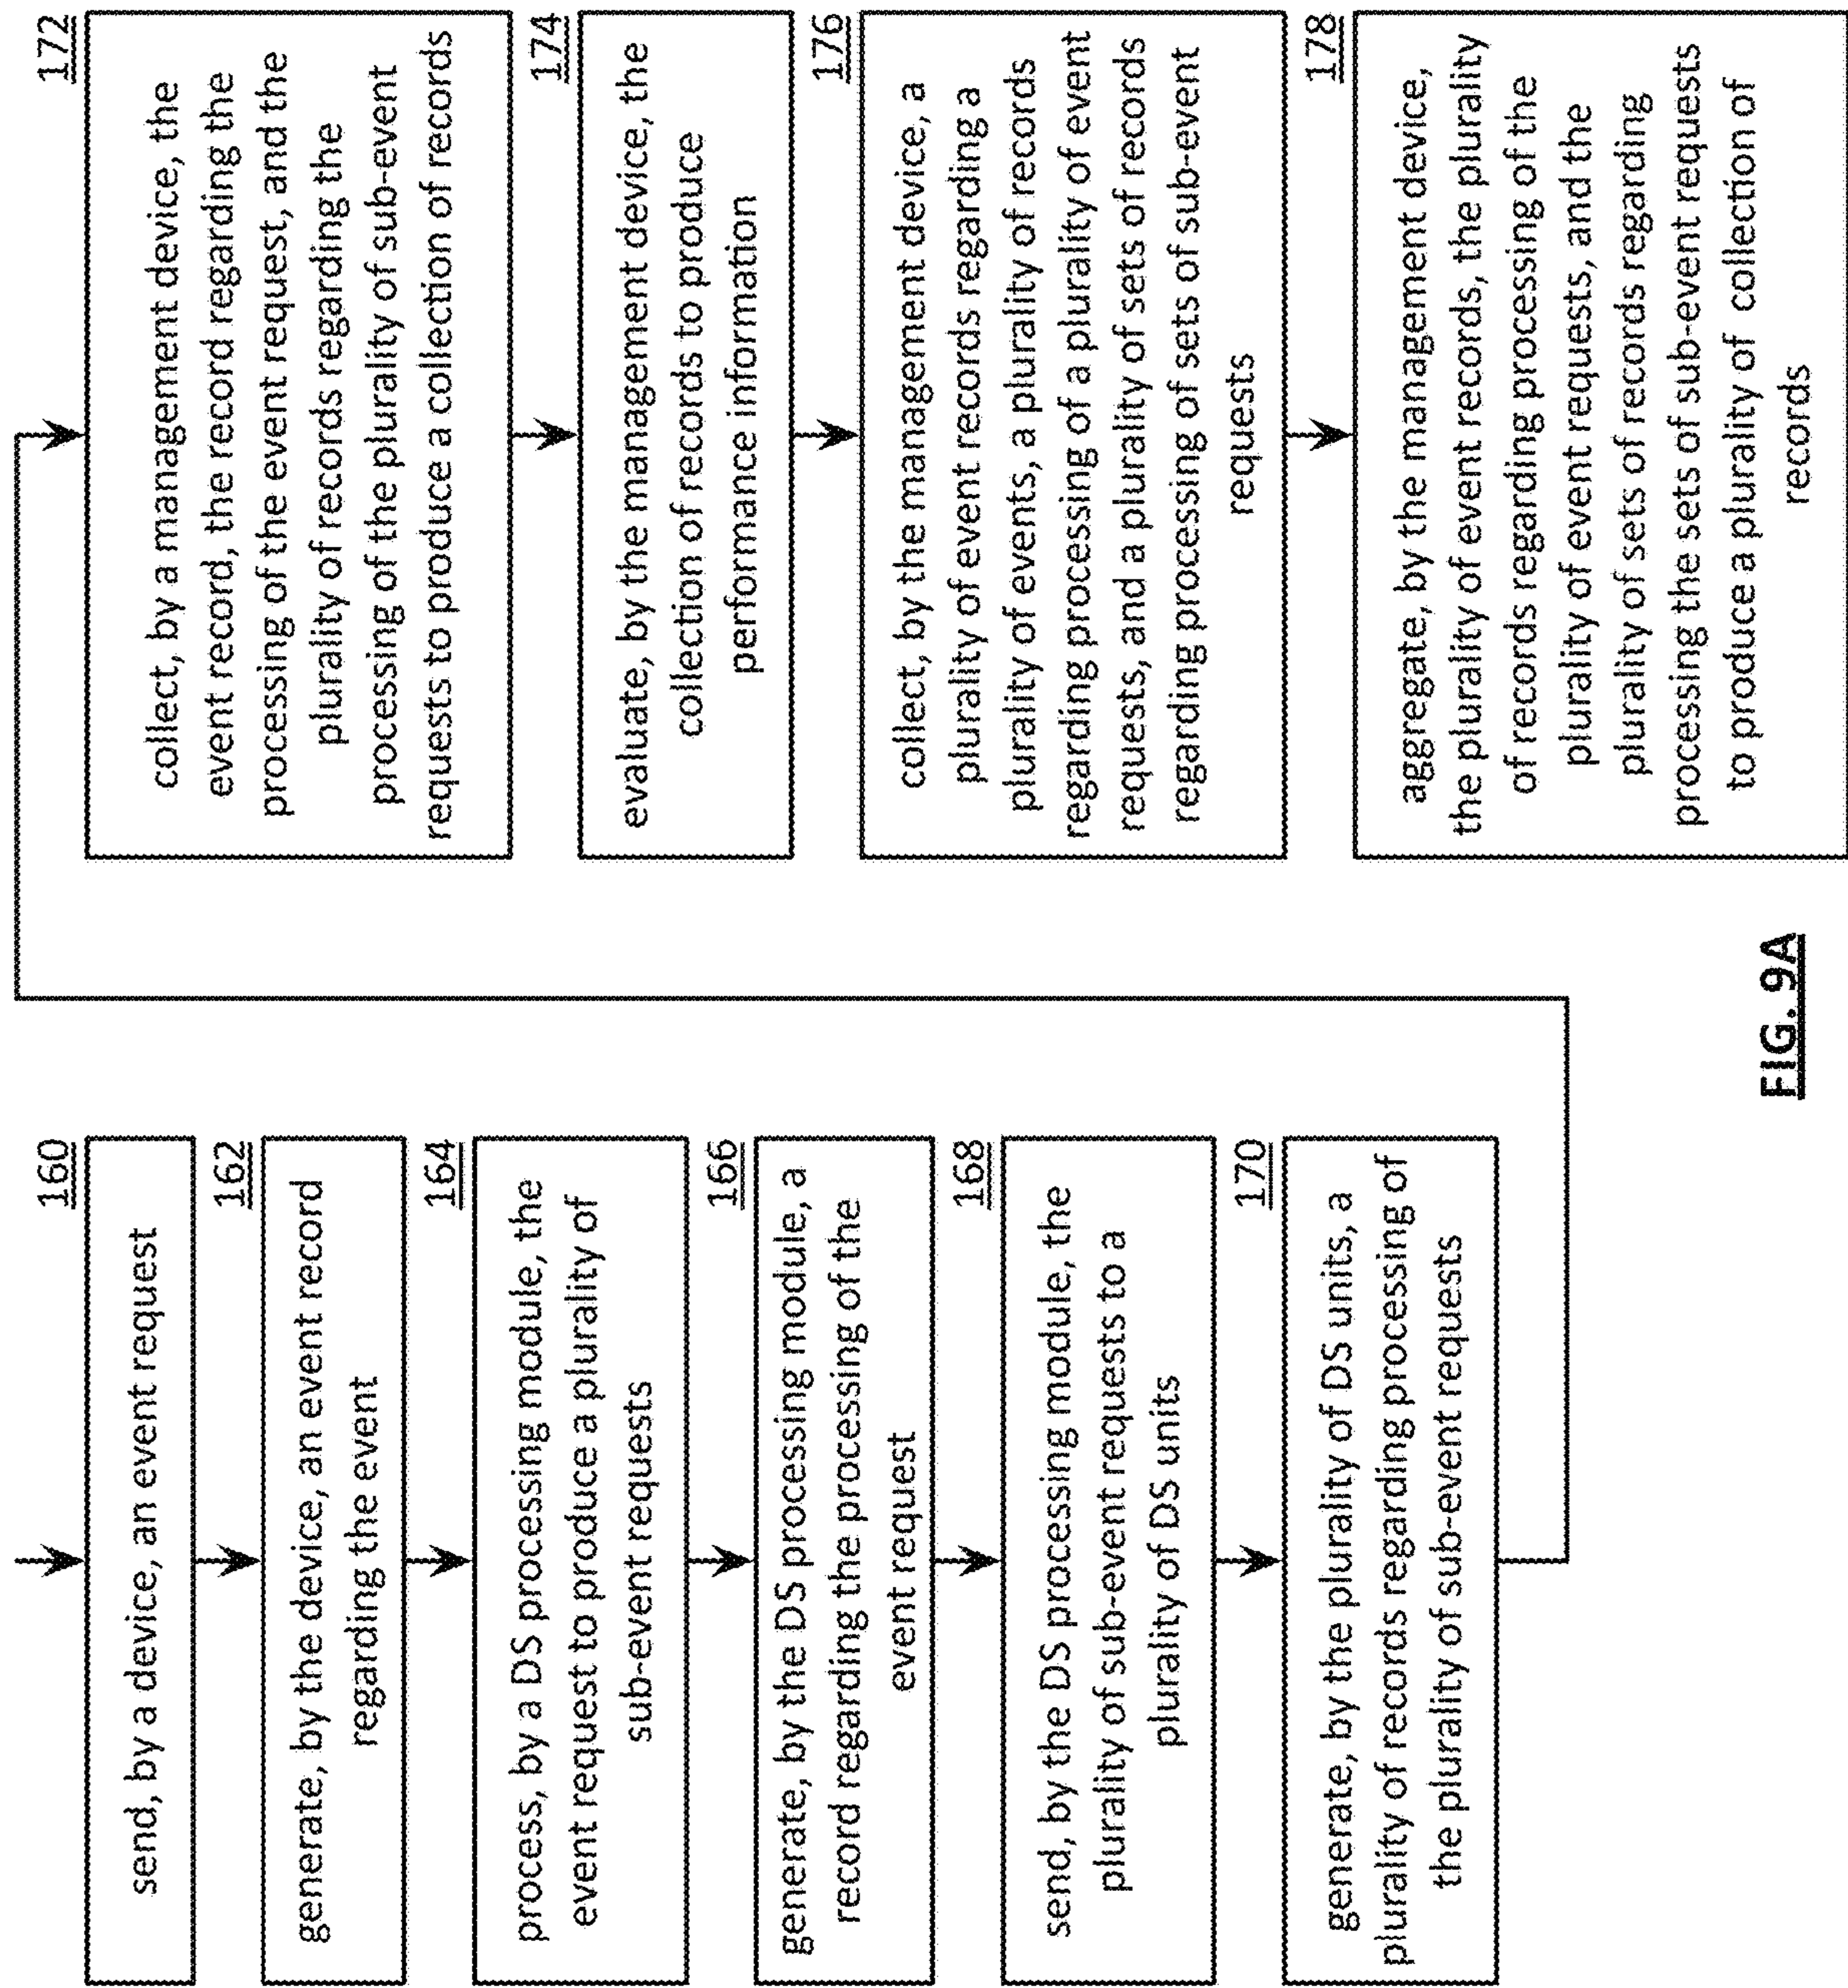 160
send, by a device, an event request
162
generate, by the device, an event record
regarding the event
164
process, by a DS processing module, the
event request to produce a plurality of
sub-event requests
166
generate, by the DS processing module, a
record regarding the processing of the
event request
168
send, by the DS processing module, the
plurality of sub-event requests to a
plurality of DS units
170
generate, by the plurality of DS units, a
plurality of records regarding processing of
the plurality of sub-event requests
172
collect, by a management device, the
event record, the record regarding the
processing of the event request, and the
plurality of records regarding the
processing of the plurality of sub-event
requests to produce a collection of records
174
evaluate, by the management device, the
collection of records to produce
performance information
176
collect, by the management device, a
plurality of event records regarding a
plurality of events, a plurality of records
regarding processing of a plurality of event
requests, and a plurality of sets of records
regarding processing of sets of sub-event
requests
178
aggregate, by the management device,
the plurality of event records, the plurality
of records regarding processing of the
plurality of event requests, and the
plurality of sets of records regarding
processing the sets of sub-event requests
to produce a plurality of collection of
records
FIG. 9A